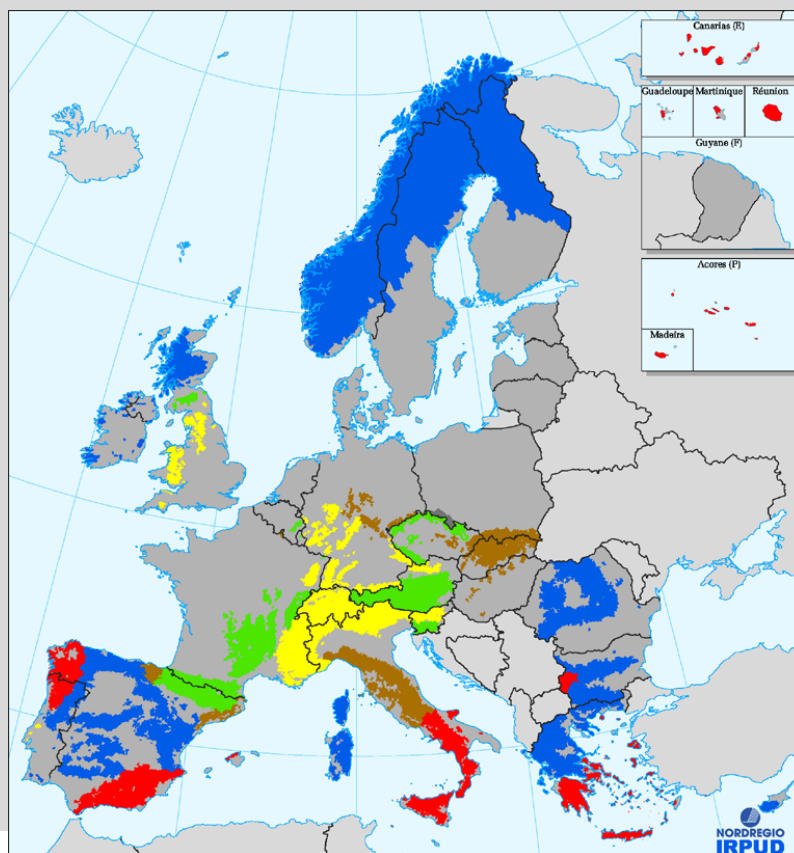 Canarias (E)
Guadeloupe
Martinique
Réunion
Guyane (F)
Acores (P)
Madeira
NORDREGIO
IRPUD